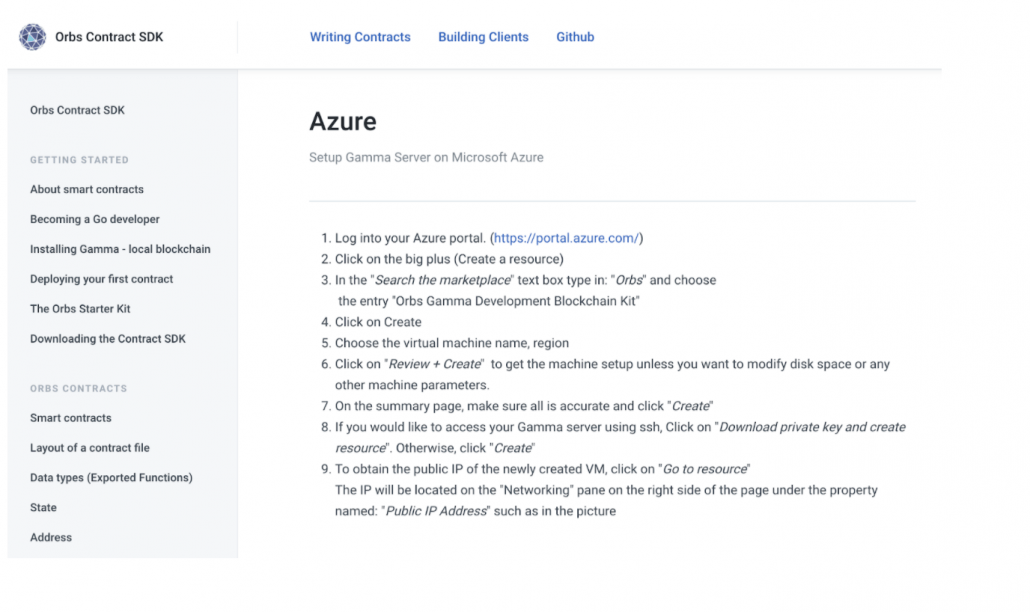 Orbs Contract SDK
Writing Contracts
Building Clients
Github
Orbs Contract SDK
GETTING STARTED
About smart contracts
Becoming a Go developer
Installing Gamma - local blockchain
Deploying your first contract
The Orbs Starter Kit
Downloading the Contract SDK
ORBS CONTRACTS
Smart contracts
Layout of a contract file
Data types (Exported Functions)
State
Address
Azure
Setup Gamma Server on Microsoft Azure
1. Log into your Azure portal. (https://portal.azure.com/)
2. Click on the big plus (Create a resource)
3. In the "Search the marketplace" text box type in: "Orbs" and choose
the entry "Orbs Gamma Development Blockchain Kit"
4. Click on Create
5. Choose the virtual machine name, region
6. Click on "Review + Create" to get the machine setup unless you want to modify disk space or any
other machine parameters.
7. On the summary page, make sure all is accurate and click "Create"
8. If you would like to access your Gamma server using ssh, Click on "Download private key and create
resource". Otherwise, click "Create"
9. To obtain the public IP of the newly created VM, click on "Go to resource"
The IP will be located on the "Networking" pane on the right side of the page under the property
named: "Public IP Address" such as in the picture